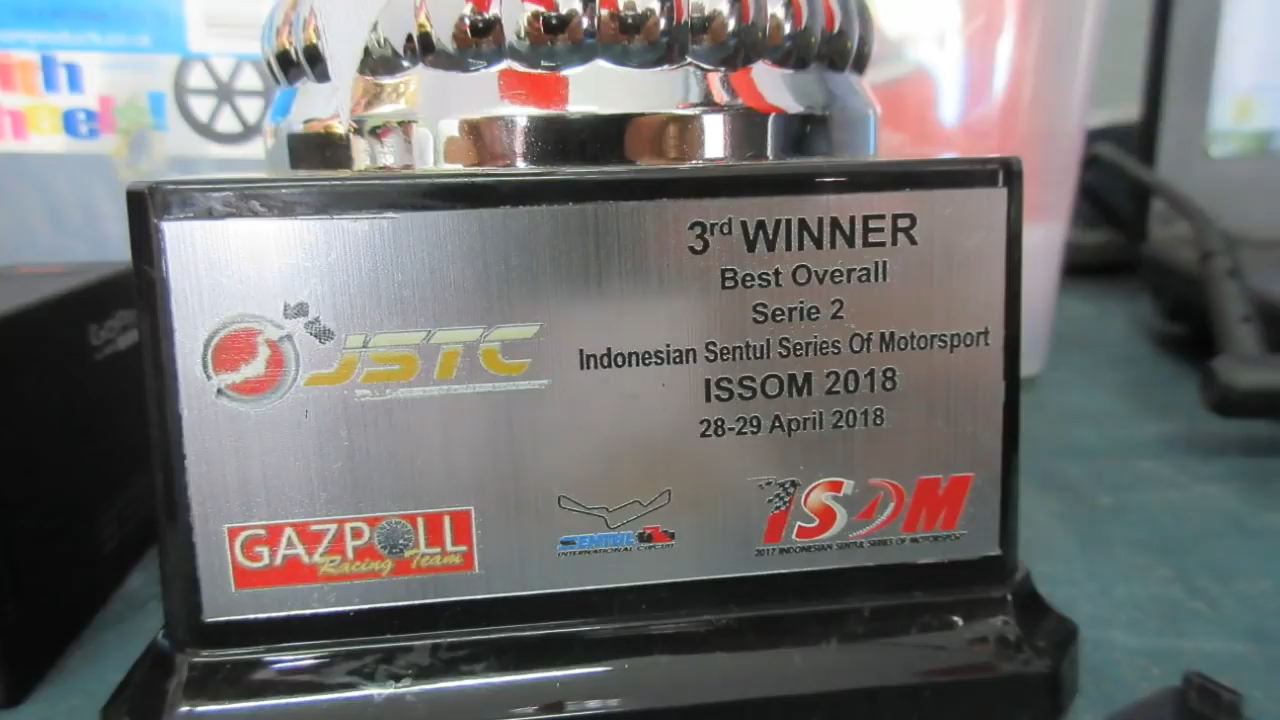 3rd WINNER
Best Overall
Serie 2
Indonesian Sentul Series Of Motorsport
ISSOM 2018
28-29 April 2018
JSTC
GAZPOLL
Racing Team
SENTUL
INTERNATIONAL CIRCUIT
ISSOM
2017 INDONESIAN SENTUL SERIES OF MOTORSPORT